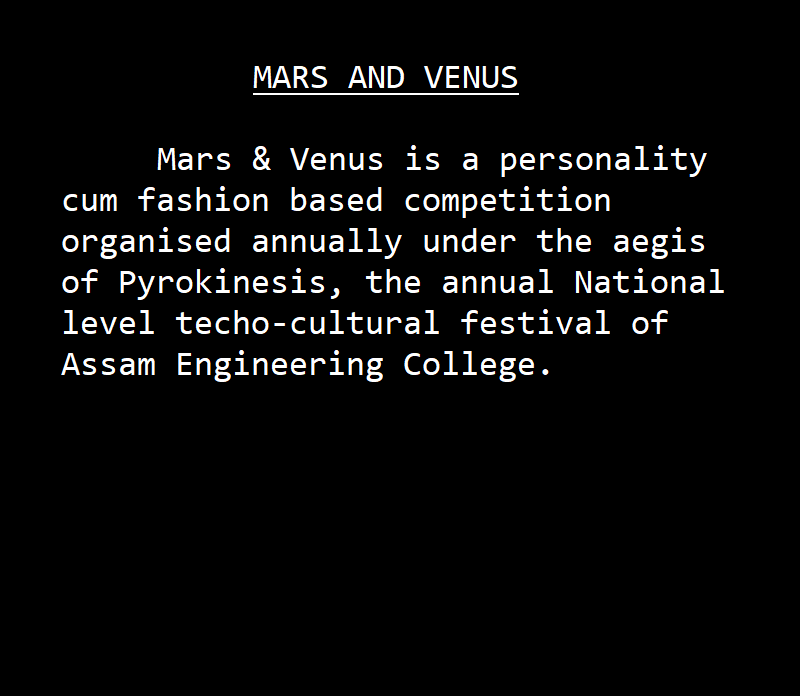 MARS AND VENUS
Mars & Venus is a personality
cum fashion based competition
organised annually under the aegis
of Pyrokinesis, the annual National
level techo-cultural festival of
Assam Engineering College.